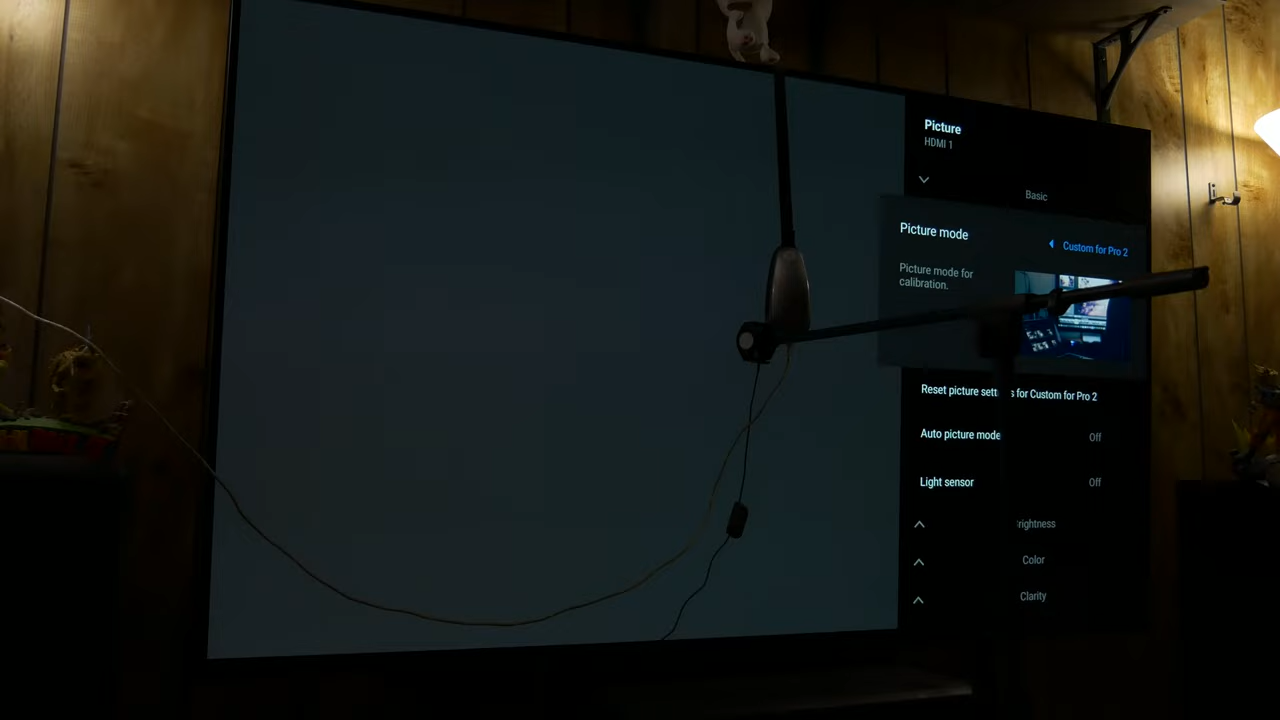 Picture
HDMI 1
Basic
Picture mode
Custom for Pro 2
Picture mode for
calibration.
Reset picture sett s for Custom for Pro 2
Auto picture mode
Off
Light sensor
Off
rightness
Color
Clarity